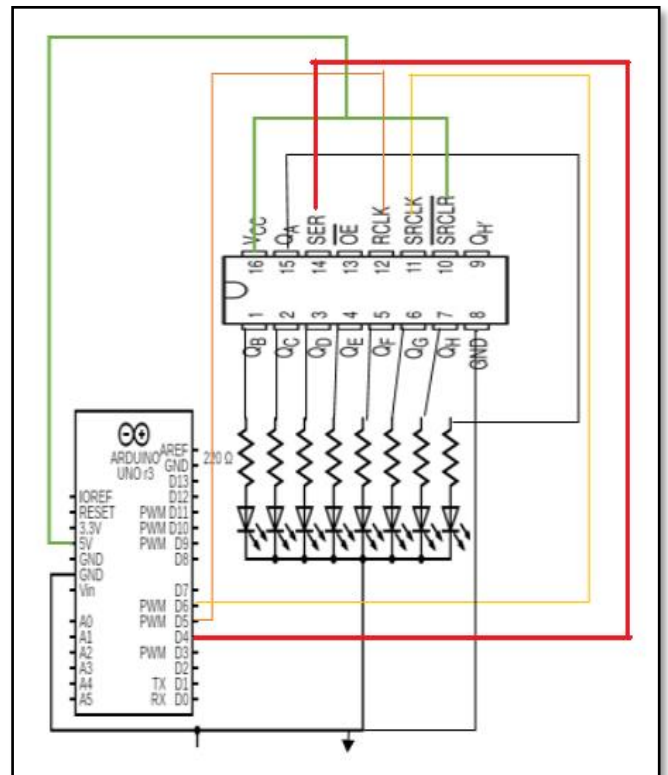 VCC
QA
SER
OE
RCLK
SRCLK
SRCLR
QH'
16
15
14
13
12
11
10
9
1
2
3
4
5
6
7
8
QB
QC
QD
QE
QF
QG
QH
GND
220 Ω
ARDUINO
UNO r3
AREF
GND
D13
IOREF
D12
RESET
PWM D11
3.3V
PWM D10
5V
PWM D9
GND
D8
GND
Vin
D7
PWM D6
A0
PWM D5
A1
D4
A2
PWM D3
A3
D2
A4
TX D1
A5
RX D0